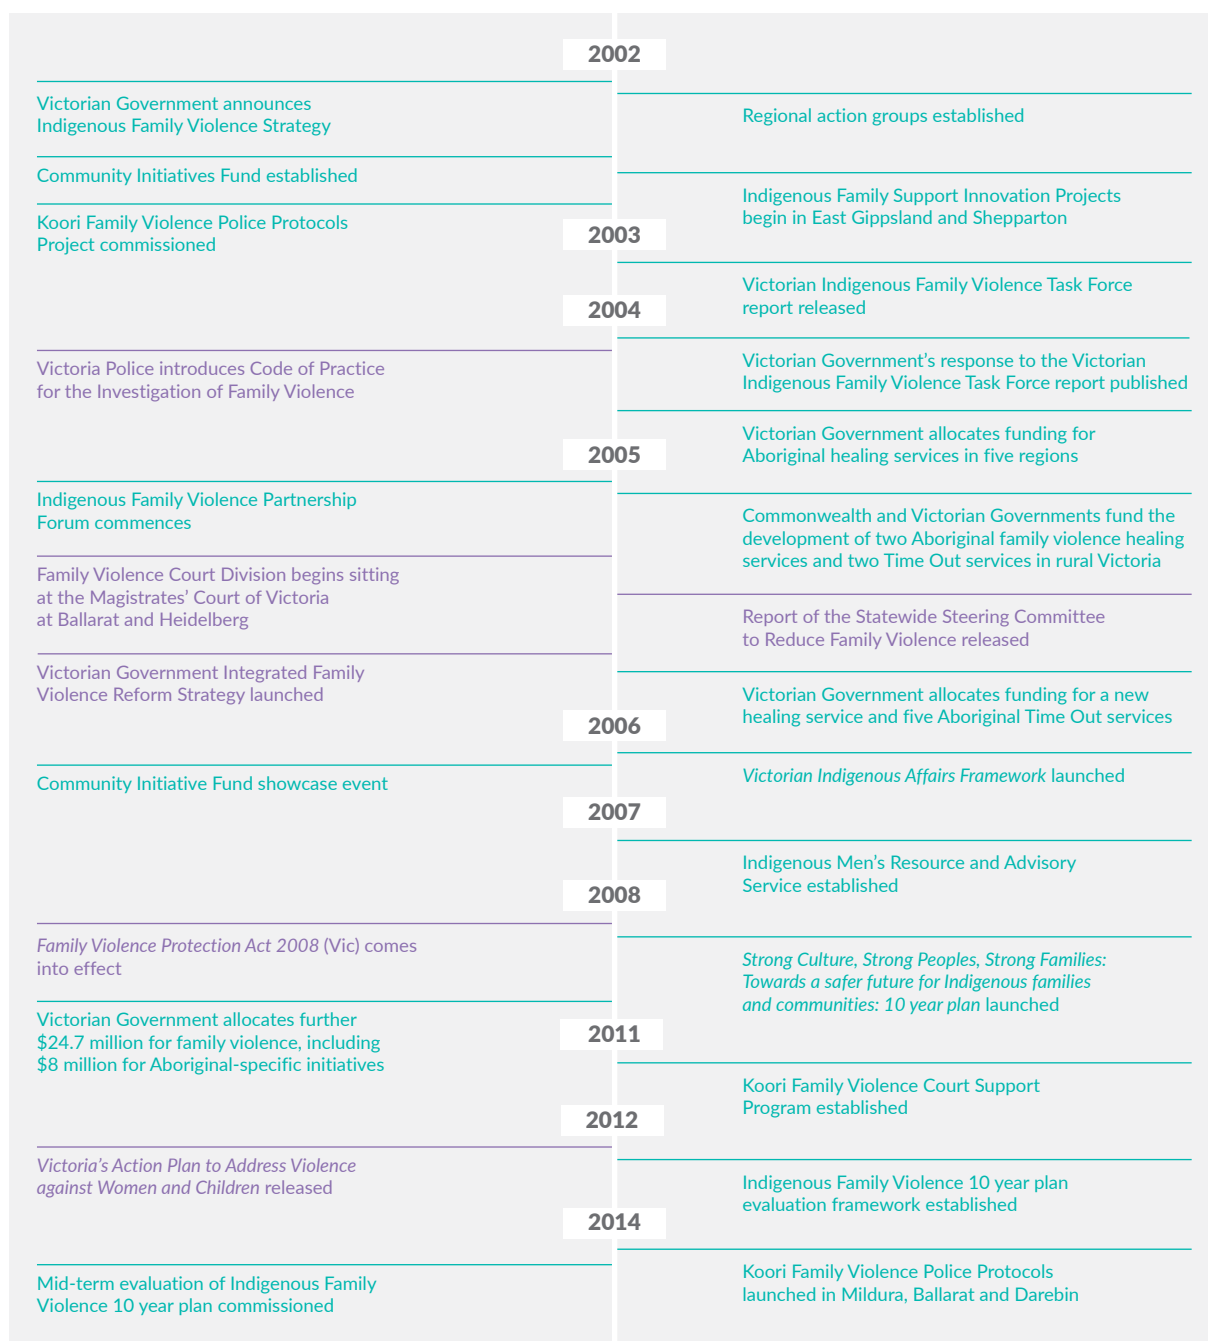 2002
Victorian Government announces
Indigenous Family Violence Strategy
Regional action groups established
Community Initiatives Fund established
Indigenous Family Support Innovation Projects
begin in East Gippsland and Shepparton
Koori Family Violence Police Protocols
Project commissioned
2003
Victorian Indigenous Family Violence Task Force
report released
2004
Victoria Police introduces Code of Practice
for the Investigation of Family Violence
Victorian Government’s response to the Victorian
Indigenous Family Violence Task Force report published
Victorian Government allocates funding for
Aboriginal healing services in five regions
2005
Indigenous Family Violence Partnership
Forum commences
Commonwealth and Victorian Governments fund the
development of two Aboriginal family violence healing
services and two Time Out services in rural Victoria
Family Violence Court Division begins sitting
at the Magistrates’ Court of Victoria
at Ballarat and Heidelberg
Report of the Statewide Steering Committee
to Reduce Family Violence released
Victorian Government Integrated Family
Violence Reform Strategy launched
Victorian Government allocates funding for a new
healing service and five Aboriginal Time Out services
2006
Community Initiative Fund showcase event
Victorian Indigenous Affairs Framework launched
2007
Indigenous Men’s Resource and Advisory
Service established
2008
Family Violence Protection Act 2008 (Vic) comes
into effect
Strong Culture, Strong Peoples, Strong Families:
Towards a safer future for Indigenous families
and communities: 10 year plan launched
Victorian Government allocates further
$24.7 million for family violence, including
$8 million for Aboriginal-specific initiatives
2011
Koori Family Violence Court Support
Program established
2012
Victoria’s Action Plan to Address Violence
against Women and Children released
Indigenous Family Violence 10 year plan
evaluation framework established
2014
Mid-term evaluation of Indigenous Family
Violence 10 year plan commissioned
Koori Family Violence Police Protocols
launched in Mildura, Ballarat and Darebin